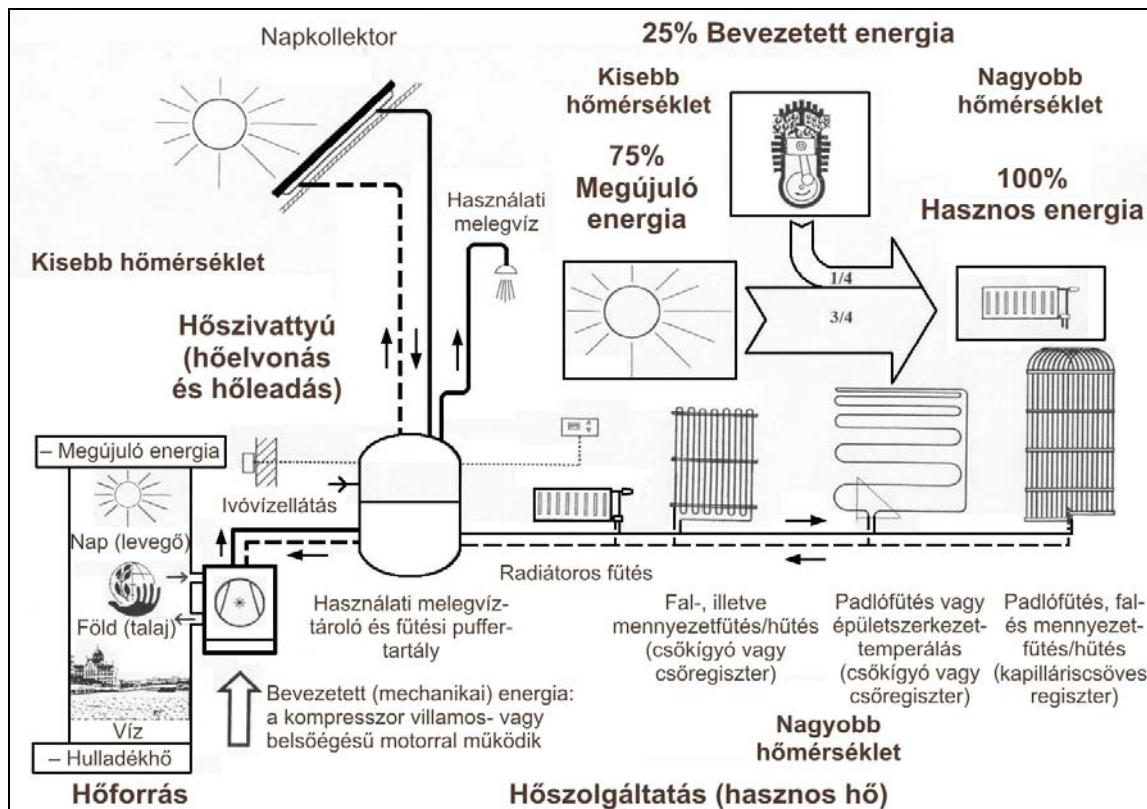 Napkollektor
25% Bevezetett energia
Kisebb
hőmérséklet
Nagyobb
hőmérséklet
75%
Megújuló
energia
100%
Hasznos energia
Használati
melegvíz
Kisebb hőmérséklet
1/4
3/4
Hőszivattyú
(hőelvonás
és hőleadás)
– Megújuló energia
Ivóvízellátás
Nap (levegő)
Föld (talaj)
Víz
– Hulladékhő
Radiátoros fűtés
Használati melegvíz-
tároló és fűtési puffer-
tartály
Fal-, illetve
mennyezetfűtés/hűtés
(csőkígyó vagy
csőregiszter)
Padlófűtés vagy
épületszerkezet-
temperálás
(csőkígyó vagy
csőregiszter)
Padlófűtés, fal-
és mennyezet-
fűtés/hűtés
(kapilláriscsöves
regiszter)
Bevezetett (mechanikai) energia:
a kompresszor villamos- vagy
belsőégésű motorral működik
Nagyobb
hőmérséklet
Hőforrás
Hőszolgáltatás (hasznos hő)